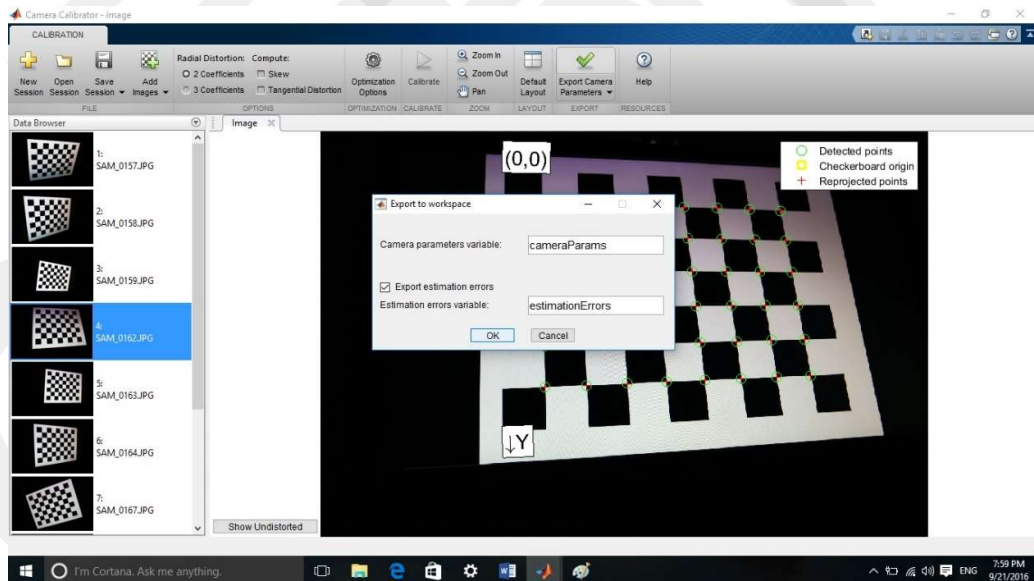 Camera Calibrator - Image
CALIBRATION
Radial Distortion: Compute:
2 Coefficients Skew
3 Coefficients Tangential Distortion
New Session
Open Session
Save Session
Add Images
Optimization Options
Calibrate
Zoom In
Zoom Out
Pan
Default Layout
Export Camera Parameters
Help
FILE OPTIONS OPTIMIZATION CALIBRATE ZOOM LAYOUT EXPORT RESOURCES
Data Browser
Image
1:
SAM_0157.JPG
2:
SAM_0158.JPG
3:
SAM_0159.JPG
4:
SAM_0162.JPG
5:
SAM_0163.JPG
6:
SAM_0164.JPG
7:
SAM_0167.JPG
(0,0)
Detected points
Checkerboard origin
Reprojected points
Export to workspace
Camera parameters variable: cameraParams
Export estimation errors
Estimation errors variable: estimationErrors
OK Cancel
↓Y
Show Undistorted
I'm Cortana. Ask me anything.
ENG
7:59 PM
9/21/2016